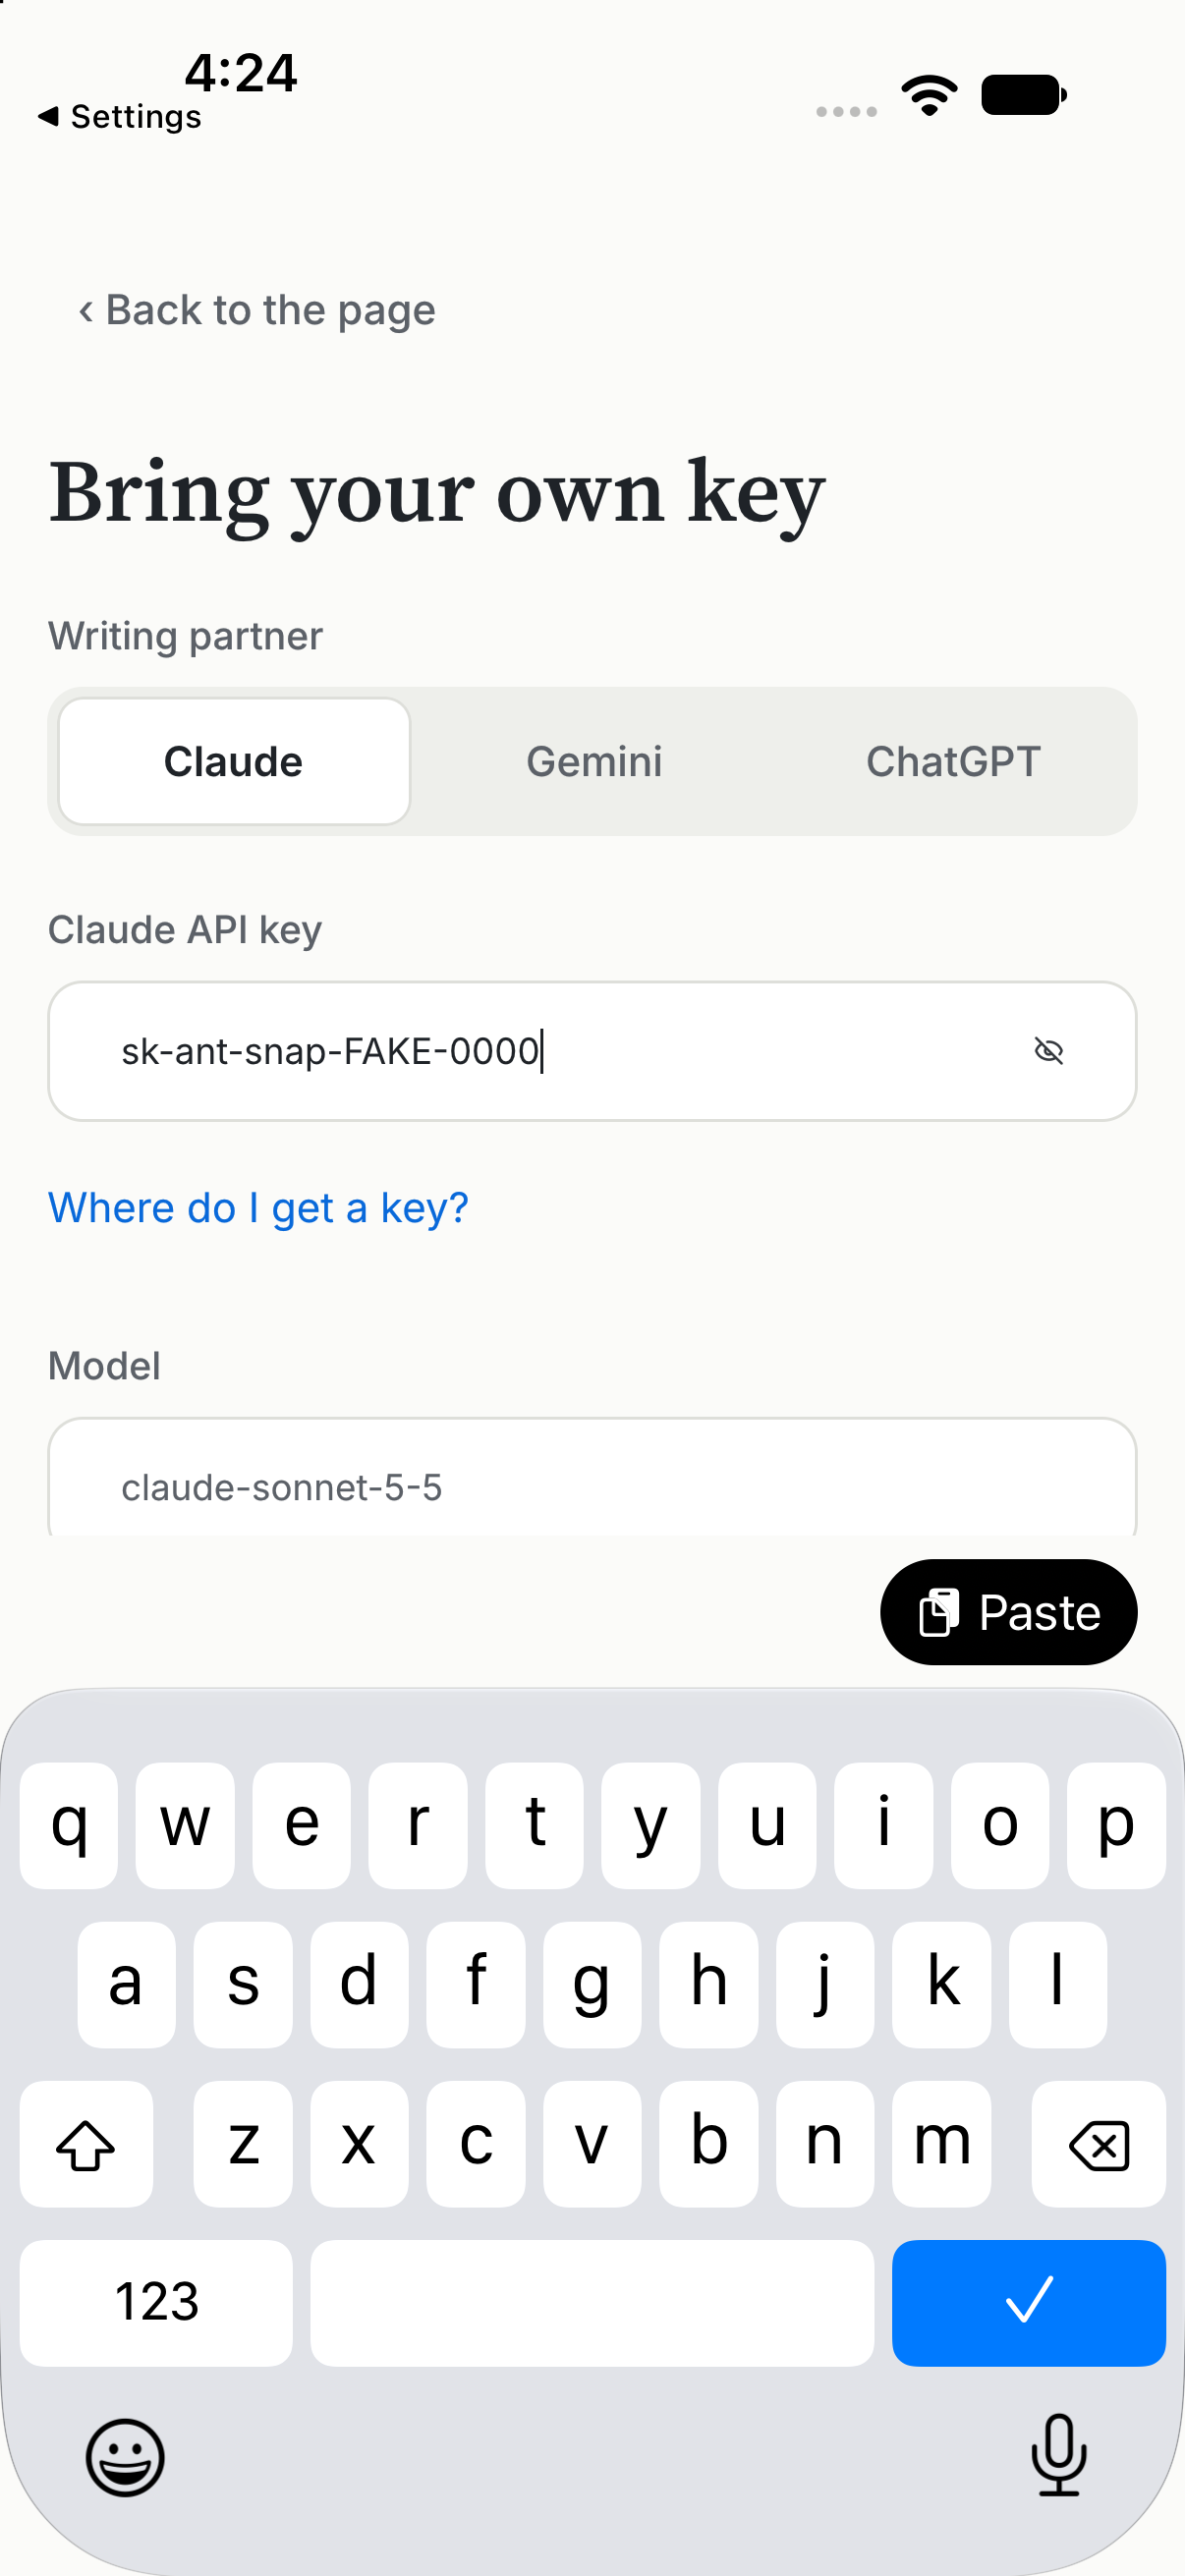 4:24
◀ Settings
‹ Back to the page
Bring your own key
Writing partner
Claude Gemini ChatGPT
Claude API key
sk-ant-snap-FAKE-0000
Where do I get a key?
Model
claude-sonnet-5-5
Paste
q w e r t y u i o p
a s d f g h j k l
z x c v b n m
123